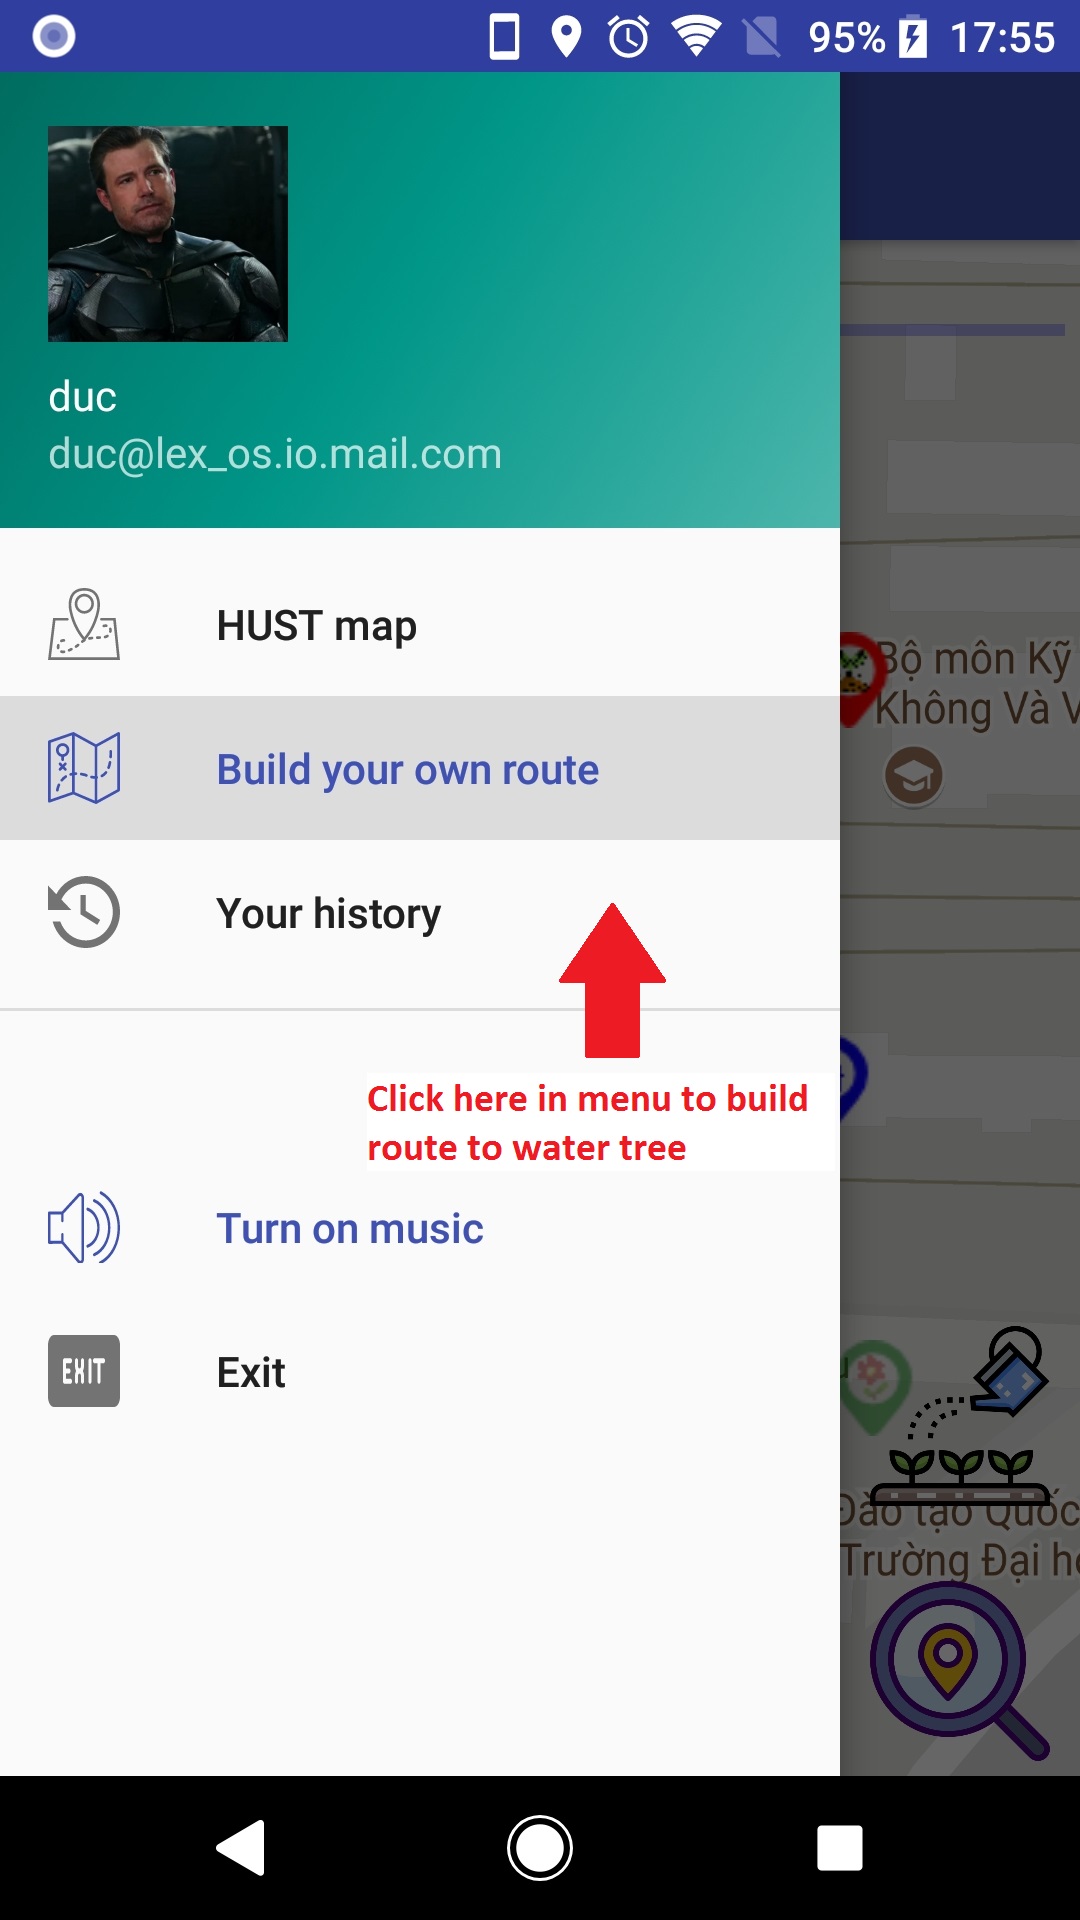 95% 17:55
duc
duc@lex_os.io.mail.com
HUST map
Bộ môn Kỹ
Không Và V
Build your own route
Your history
Click here in menu to build
route to water tree
Turn on music
EXIT
Exit
u
Đào tạo Quốc
Trường Đại h